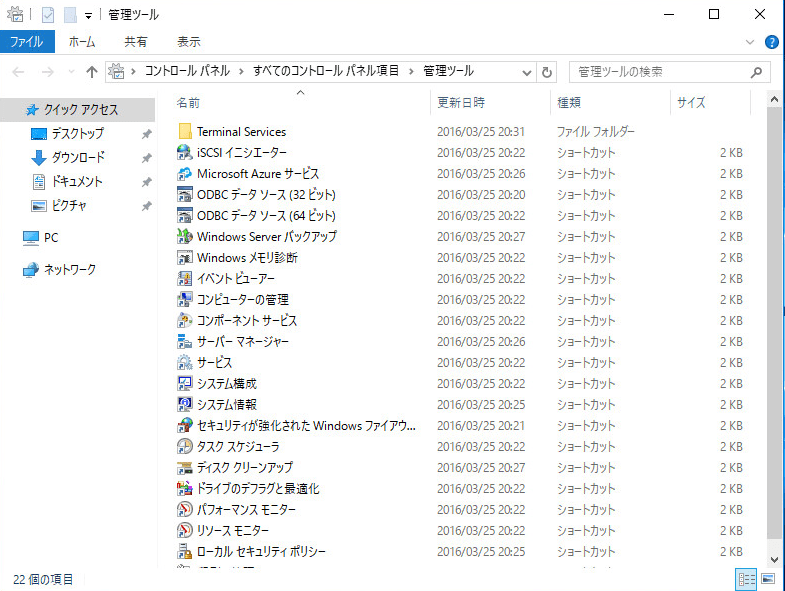 管理ツール
ファイル ホーム 共有 表示
コントロール パネル すべてのコントロール パネル項目 管理ツール 管理ツールの検索
名前 更新日時 種類 サイズ
クイック アクセス
デスクトップ
ダウンロード
ドキュメント
ピクチャ
PC
ネットワーク
Terminal Services 2016/03/25 20:31 ファイル フォルダー
iSCSI イニシエーター 2016/03/25 20:22 ショートカット 2 KB
Microsoft Azure サービス 2016/03/25 20:26 ショートカット 2 KB
ODBC データ ソース (32 ビット) 2016/03/25 20:20 ショートカット 2 KB
ODBC データ ソース (64 ビット) 2016/03/25 20:22 ショートカット 2 KB
Windows Server バックアップ 2016/03/25 20:27 ショートカット 2 KB
Windows メモリ診断 2016/03/25 20:22 ショートカット 2 KB
イベント ビューアー 2016/03/25 20:22 ショートカット 2 KB
コンピューターの管理 2016/03/25 20:22 ショートカット 2 KB
コンポーネント サービス 2016/03/25 20:22 ショートカット 2 KB
サーバー マネージャー 2016/03/25 20:26 ショートカット 2 KB
サービス 2016/03/25 20:22 ショートカット 2 KB
システム構成 2016/03/25 20:22 ショートカット 2 KB
システム情報 2016/03/25 20:25 ショートカット 2 KB
セキュリティが強化された Windows ファイアウ... 2016/03/25 20:21 ショートカット 2 KB
タスク スケジューラ 2016/03/25 20:22 ショートカット 2 KB
ディスク クリーンアップ 2016/03/25 20:27 ショートカット 2 KB
ドライブのデフラグと最適化 2016/03/25 20:22 ショートカット 2 KB
パフォーマンス モニター 2016/03/25 20:22 ショートカット 2 KB
リソース モニター 2016/03/25 20:22 ショートカット 2 KB
ローカル セキュリティ ポリシー 2016/03/25 20:25 ショートカット 2 KB
22 個の項目